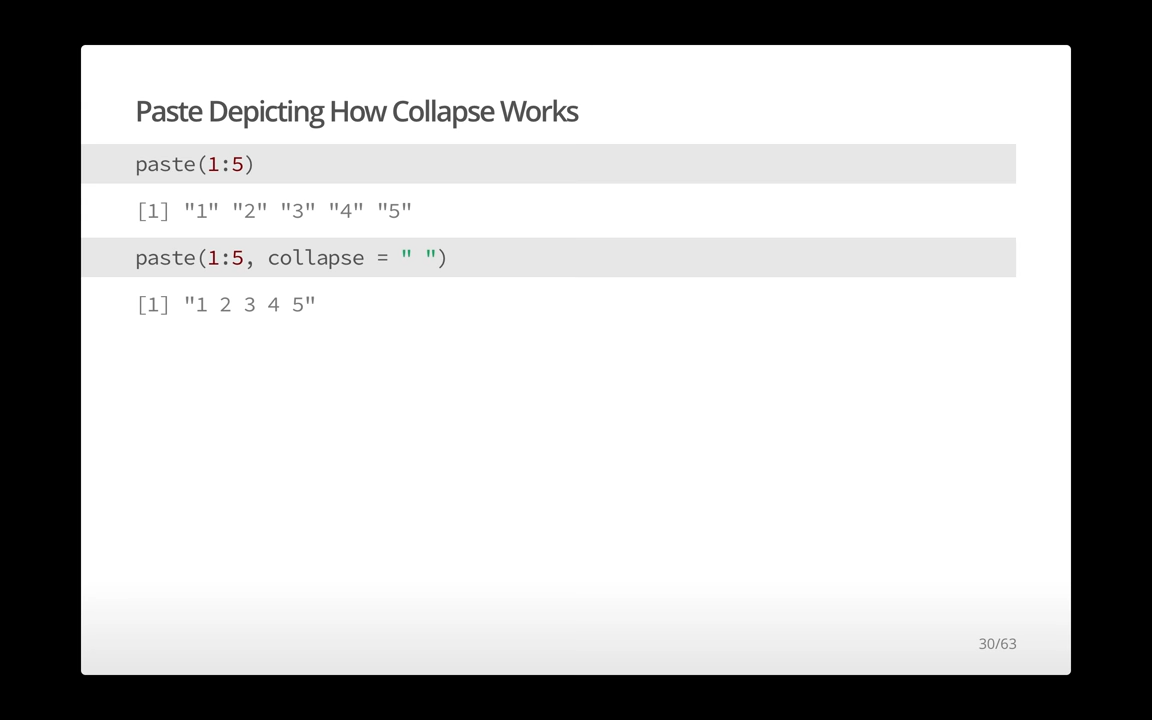 Paste Depicting How Collapse Works
paste(1:5)
[1] "1" "2" "3" "4" "5"
paste(1:5, collapse = " ")
[1] "1 2 3 4 5"
30/63